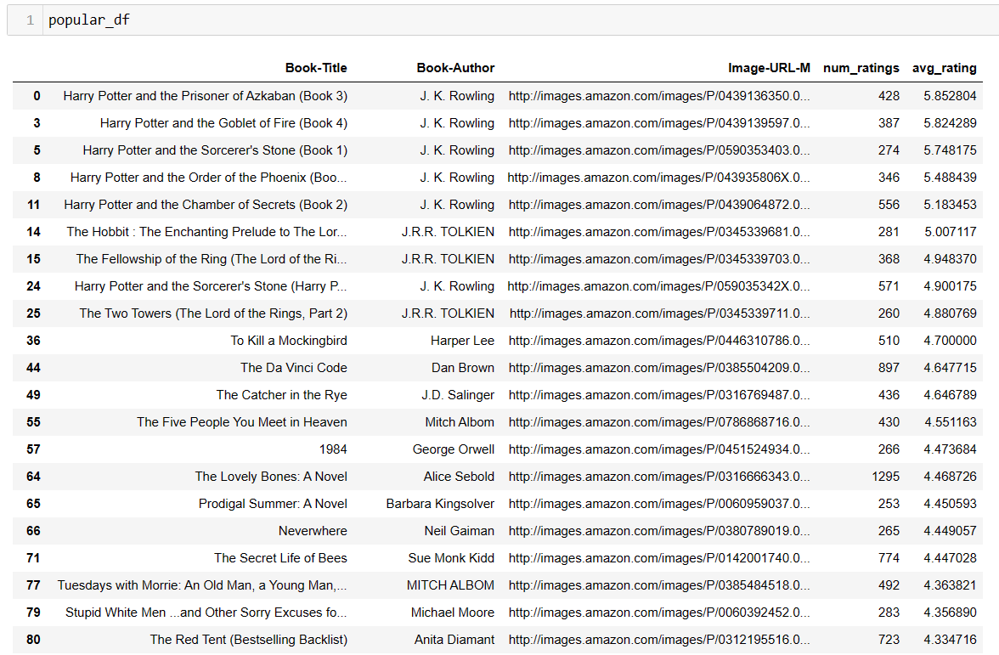 1 popular_df
Book-Title Book-Author Image-URL-M num_ratings avg_rating
0 Harry Potter and the Prisoner of Azkaban (Book 3) J. K. Rowling http://images.amazon.com/images/P/0439136350.0... 428 5.852804
3 Harry Potter and the Goblet of Fire (Book 4) J. K. Rowling http://images.amazon.com/images/P/0439139597.0... 387 5.824289
5 Harry Potter and the Sorcerer's Stone (Book 1) J. K. Rowling http://images.amazon.com/images/P/0590353403.0... 274 5.748175
8 Harry Potter and the Order of the Phoenix (Boo... J. K. Rowling http://images.amazon.com/images/P/043935806X.0... 346 5.488439
11 Harry Potter and the Chamber of Secrets (Book 2) J. K. Rowling http://images.amazon.com/images/P/0439064872.0... 556 5.183453
14 The Hobbit : The Enchanting Prelude to The Lor... J.R.R. TOLKIEN http://images.amazon.com/images/P/0345339681.0... 281 5.007117
15 The Fellowship of the Ring (The Lord of the Ri... J.R.R. TOLKIEN http://images.amazon.com/images/P/0345339703.0... 368 4.948370
24 Harry Potter and the Sorcerer's Stone (Harry P... J. K. Rowling http://images.amazon.com/images/P/059035342X.0... 571 4.900175
25 The Two Towers (The Lord of the Rings, Part 2) J.R.R. TOLKIEN http://images.amazon.com/images/P/0345339711.0... 260 4.880769
36 To Kill a Mockingbird Harper Lee http://images.amazon.com/images/P/0446310786.0... 510 4.700000
44 The Da Vinci Code Dan Brown http://images.amazon.com/images/P/0385504209.0... 897 4.647715
49 The Catcher in the Rye J.D. Salinger http://images.amazon.com/images/P/0316769487.0... 436 4.646789
55 The Five People You Meet in Heaven Mitch Albom http://images.amazon.com/images/P/0786868716.0... 430 4.551163
57 1984 George Orwell http://images.amazon.com/images/P/0451524934.0... 266 4.473684
64 The Lovely Bones: A Novel Alice Sebold http://images.amazon.com/images/P/0316666343.0... 1295 4.468726
65 Prodigal Summer: A Novel Barbara Kingsolver http://images.amazon.com/images/P/0060959037.0... 253 4.450593
66 Neverwhere Neil Gaiman http://images.amazon.com/images/P/0380789019.0... 265 4.449057
71 The Secret Life of Bees Sue Monk Kidd http://images.amazon.com/images/P/0142001740.0... 774 4.447028
77 Tuesdays with Morrie: An Old Man, a Young Man,... MITCH ALBOM http://images.amazon.com/images/P/0385484518.0... 492 4.363821
79 Stupid White Men ...and Other Sorry Excuses fo... Michael Moore http://images.amazon.com/images/P/0060392452.0... 283 4.356890
80 The Red Tent (Bestselling Backlist) Anita Diamant http://images.amazon.com/images/P/0312195516.0... 723 4.334716